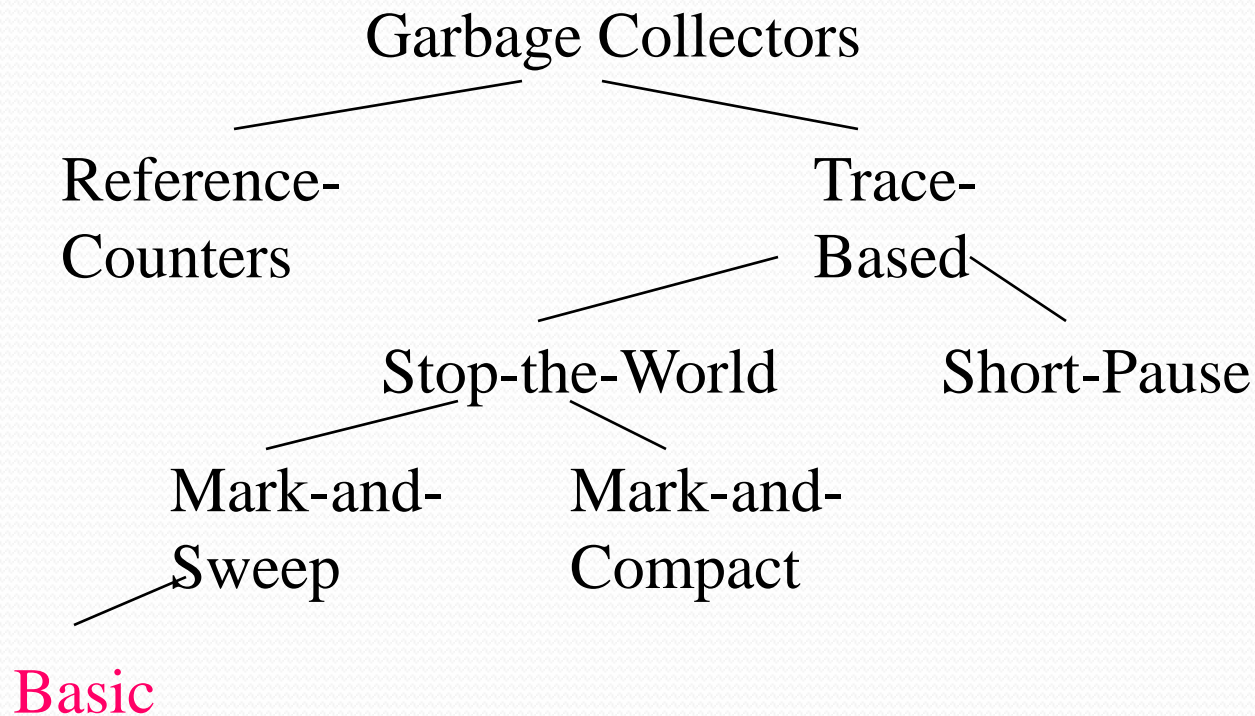 Garbage Collectors
Reference-
Counters
Trace-
Based
Stop-the-World
Short-Pause
Mark-and-
Sweep
Mark-and-
Compact
Basic